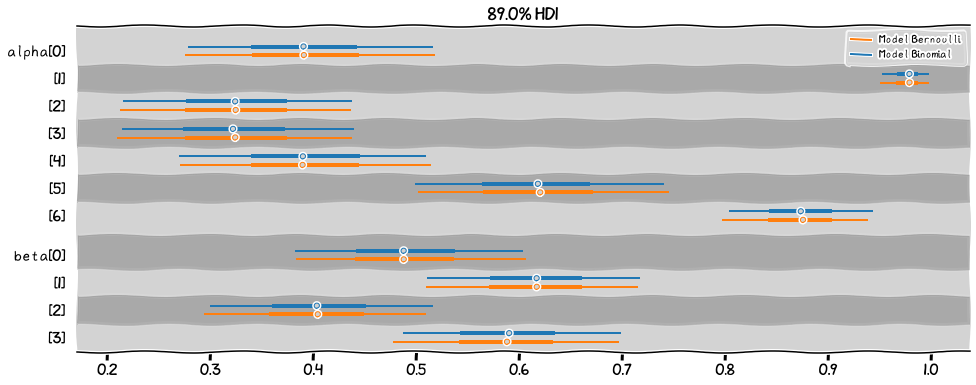 89.0% HDI
Model Bernoulli
Model Binomial
alpha[0]
[1]
[2]
[3]
[4]
[5]
[6]
beta[0]
[1]
[2]
[3]
0.2 0.3 0.4 0.5 0.6 0.7 0.8 0.9 1.0